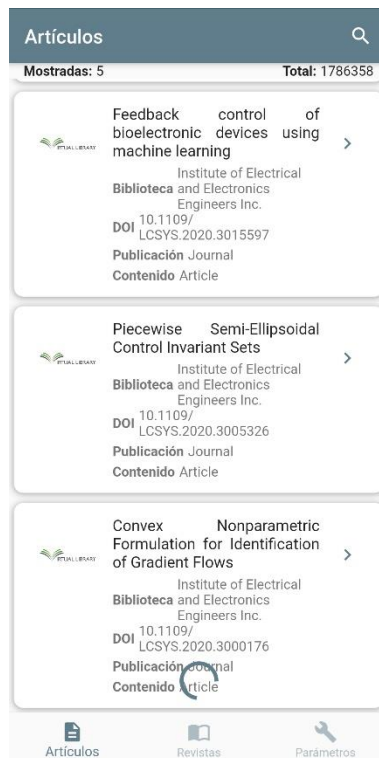 Artículos
Mostradas: 5 Total: 1786358
Feedback control of
bioelectronic devices using
machine learning
Institute of Electrical
Biblioteca and Electronics
Engineers Inc.
DOI 10.1109/
LCSYS.2020.3015597
Publicación Journal
Contenido Article
Piecewise Semi-Ellipsoidal
Control Invariant Sets
Institute of Electrical
Biblioteca and Electronics
Engineers Inc.
DOI 10.1109/
LCSYS.2020.3005326
Publicación Journal
Contenido Article
Convex Nonparametric
Formulation for Identification
of Gradient Flows
Institute of Electrical
Biblioteca and Electronics
Engineers Inc.
DOI 10.1109/
LCSYS.2020.3000176
Publicación Journal
Contenido Article
Artículos Revistas Parámetros